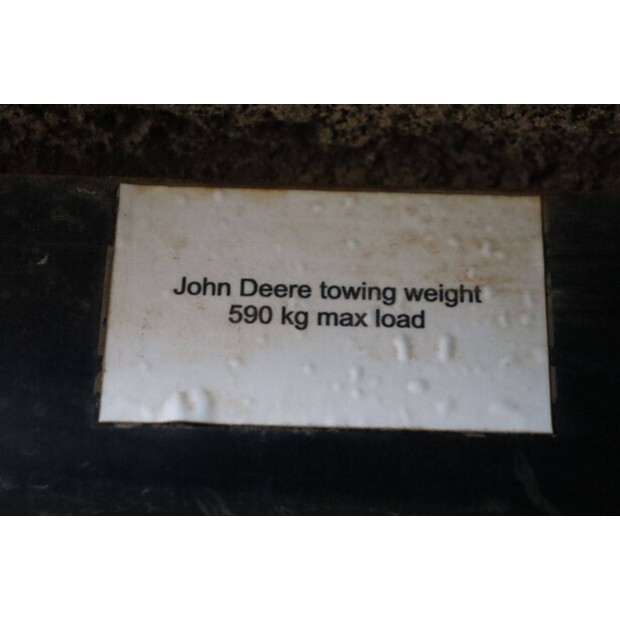 John Deere towing weight
590 kg max load